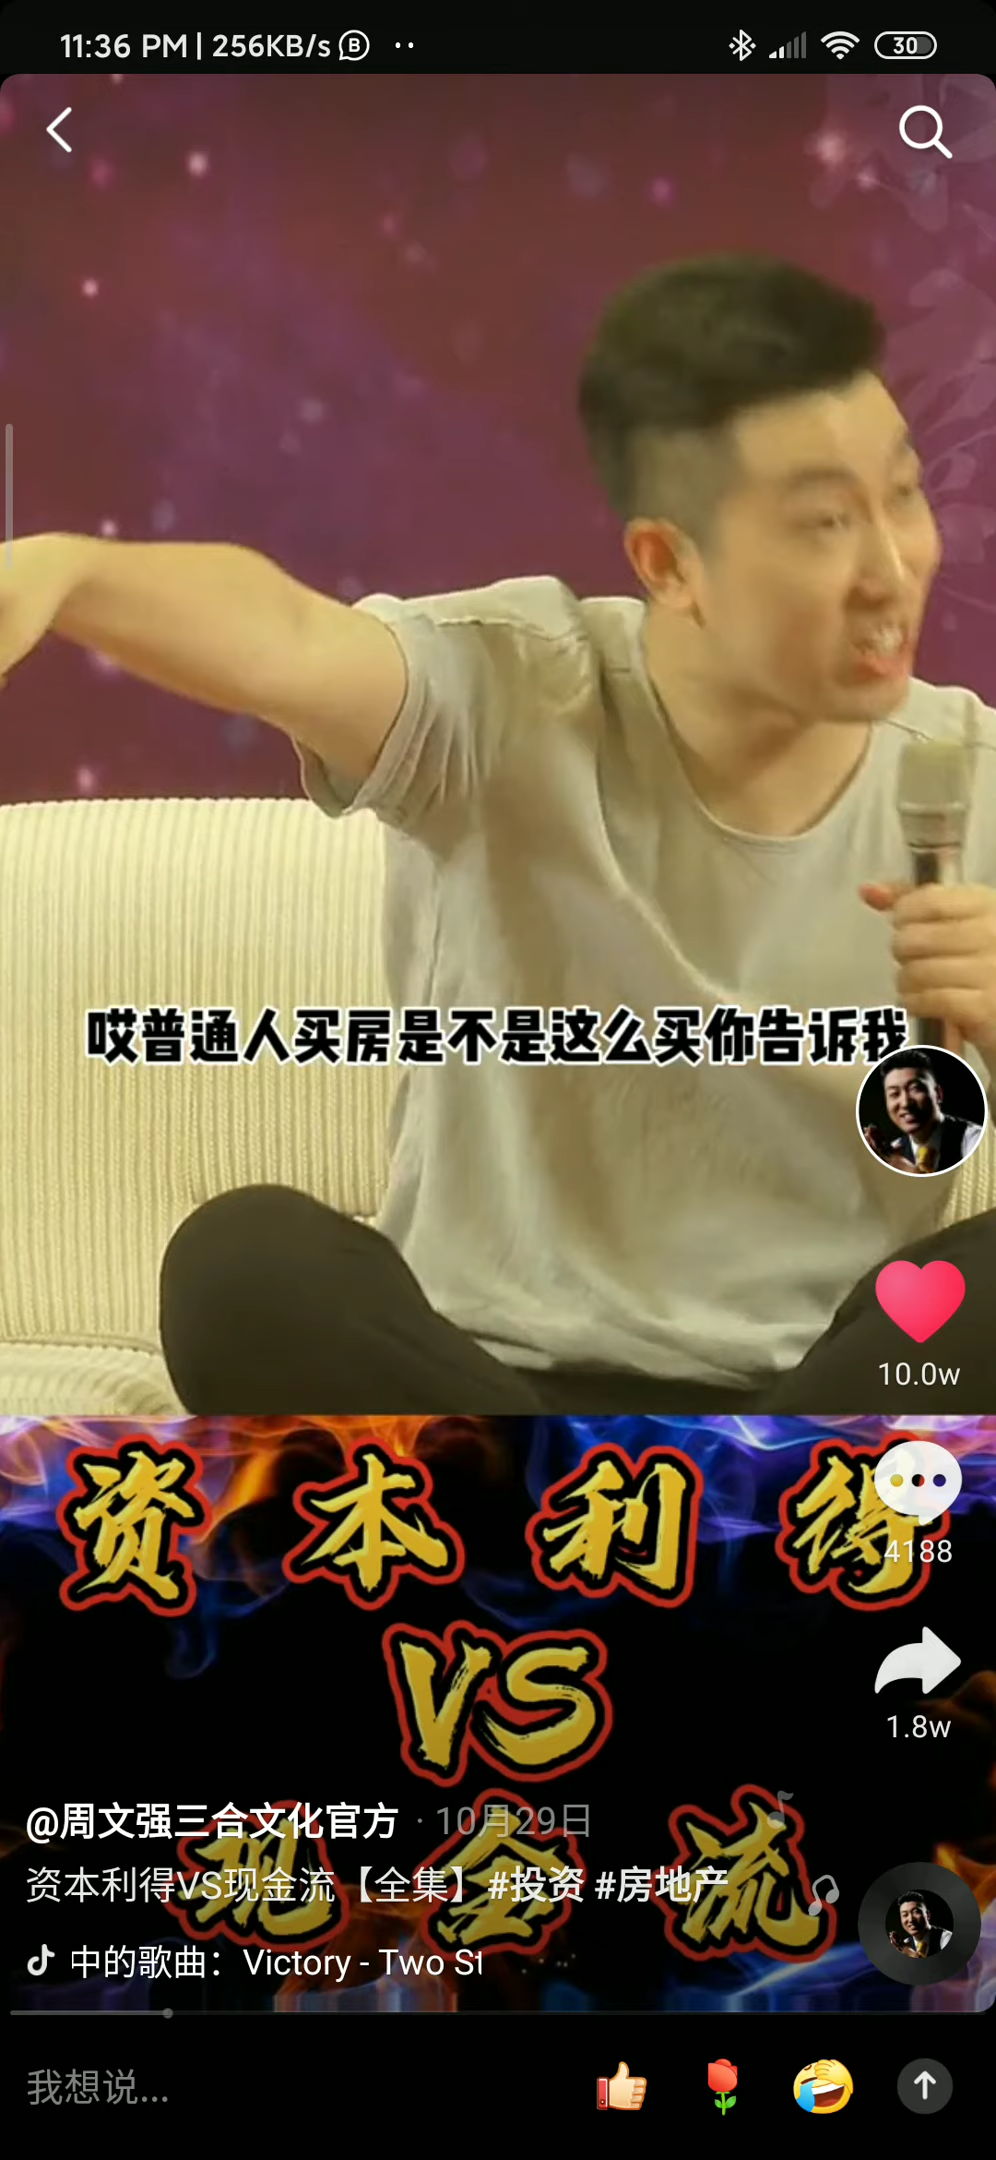 11:36 PM | 256KB/s B ··
30
哎普通人买房是不是这么买你告诉我
10.0w
资本利得
4188
VS
1.8w
现金流
@周文强三合文化官方 · 10月29日
资本利得VS现金流【全集】#投资 #房地产
中的歌曲：Victory - Two St
我想说...